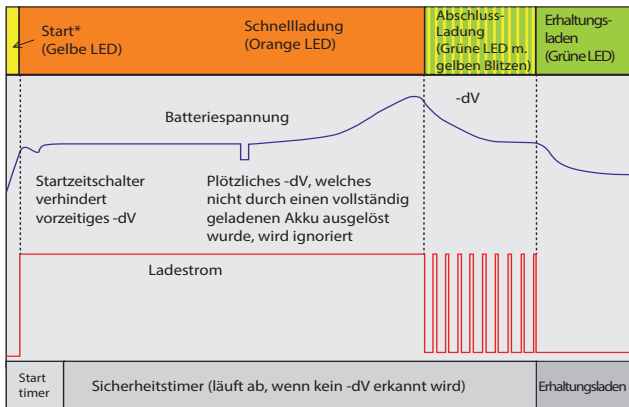 Start*
(Gelbe LED)
Schnellladung
(Orange LED)
Abschluss-
Ladung
(Grüne LED m.
gelben Blitzen)
Erhaltungs-
laden
(Grüne LED)
Batteriespannung
-dV
Startzeitschalter
verhindert
vorzeitiges -dV
Plötzliches -dV, welches
nicht durch einen vollständig
geladenen Akku ausgelöst
wurde, wird ignoriert
Ladestrom
Start
timer
Sicherheitstimer (läuft ab, wenn kein -dV erkannt wird)
Erhaltungsladen